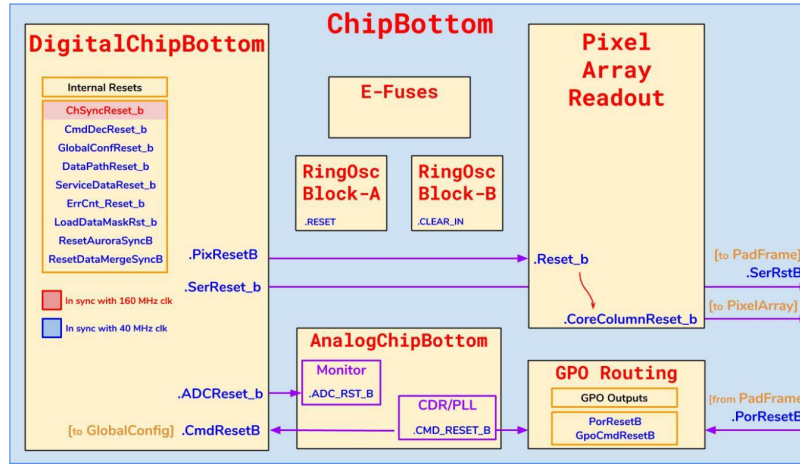 ChipBottom
DigitalChipBottom
Internal Resets
ChSyncReset_b
CmdDecReset_b
GlobalConfReset_b
DataPathReset_b
ServiceDataReset_b
ErrCnt_Reset_b
LoadDataMaskRst_b
ResetAuroraSyncB
ResetDataMergeSyncB
In sync with 160 MHz clk
In sync with 40 MHz clk
.PixResetB
.SerReset_b
.ADCReset_b
[to GlobalConfig] .CmdResetB
E-Fuses
RingOsc
Block-A
.RESET
RingOsc
Block-B
.CLEAR_IN
Pixel
Array
Readout
.Reset_b
.CoreColumnReset_b
[to PadFrame]
.SerRstB
[to PixelArray]
AnalogChipBottom
Monitor
.ADC_RST_B
CDR/PLL
.CMD_RESET_B
GPO Routing
GPO Outputs
PorResetB
GpoCmdResetB
[from PadFrame]
.PorResetB